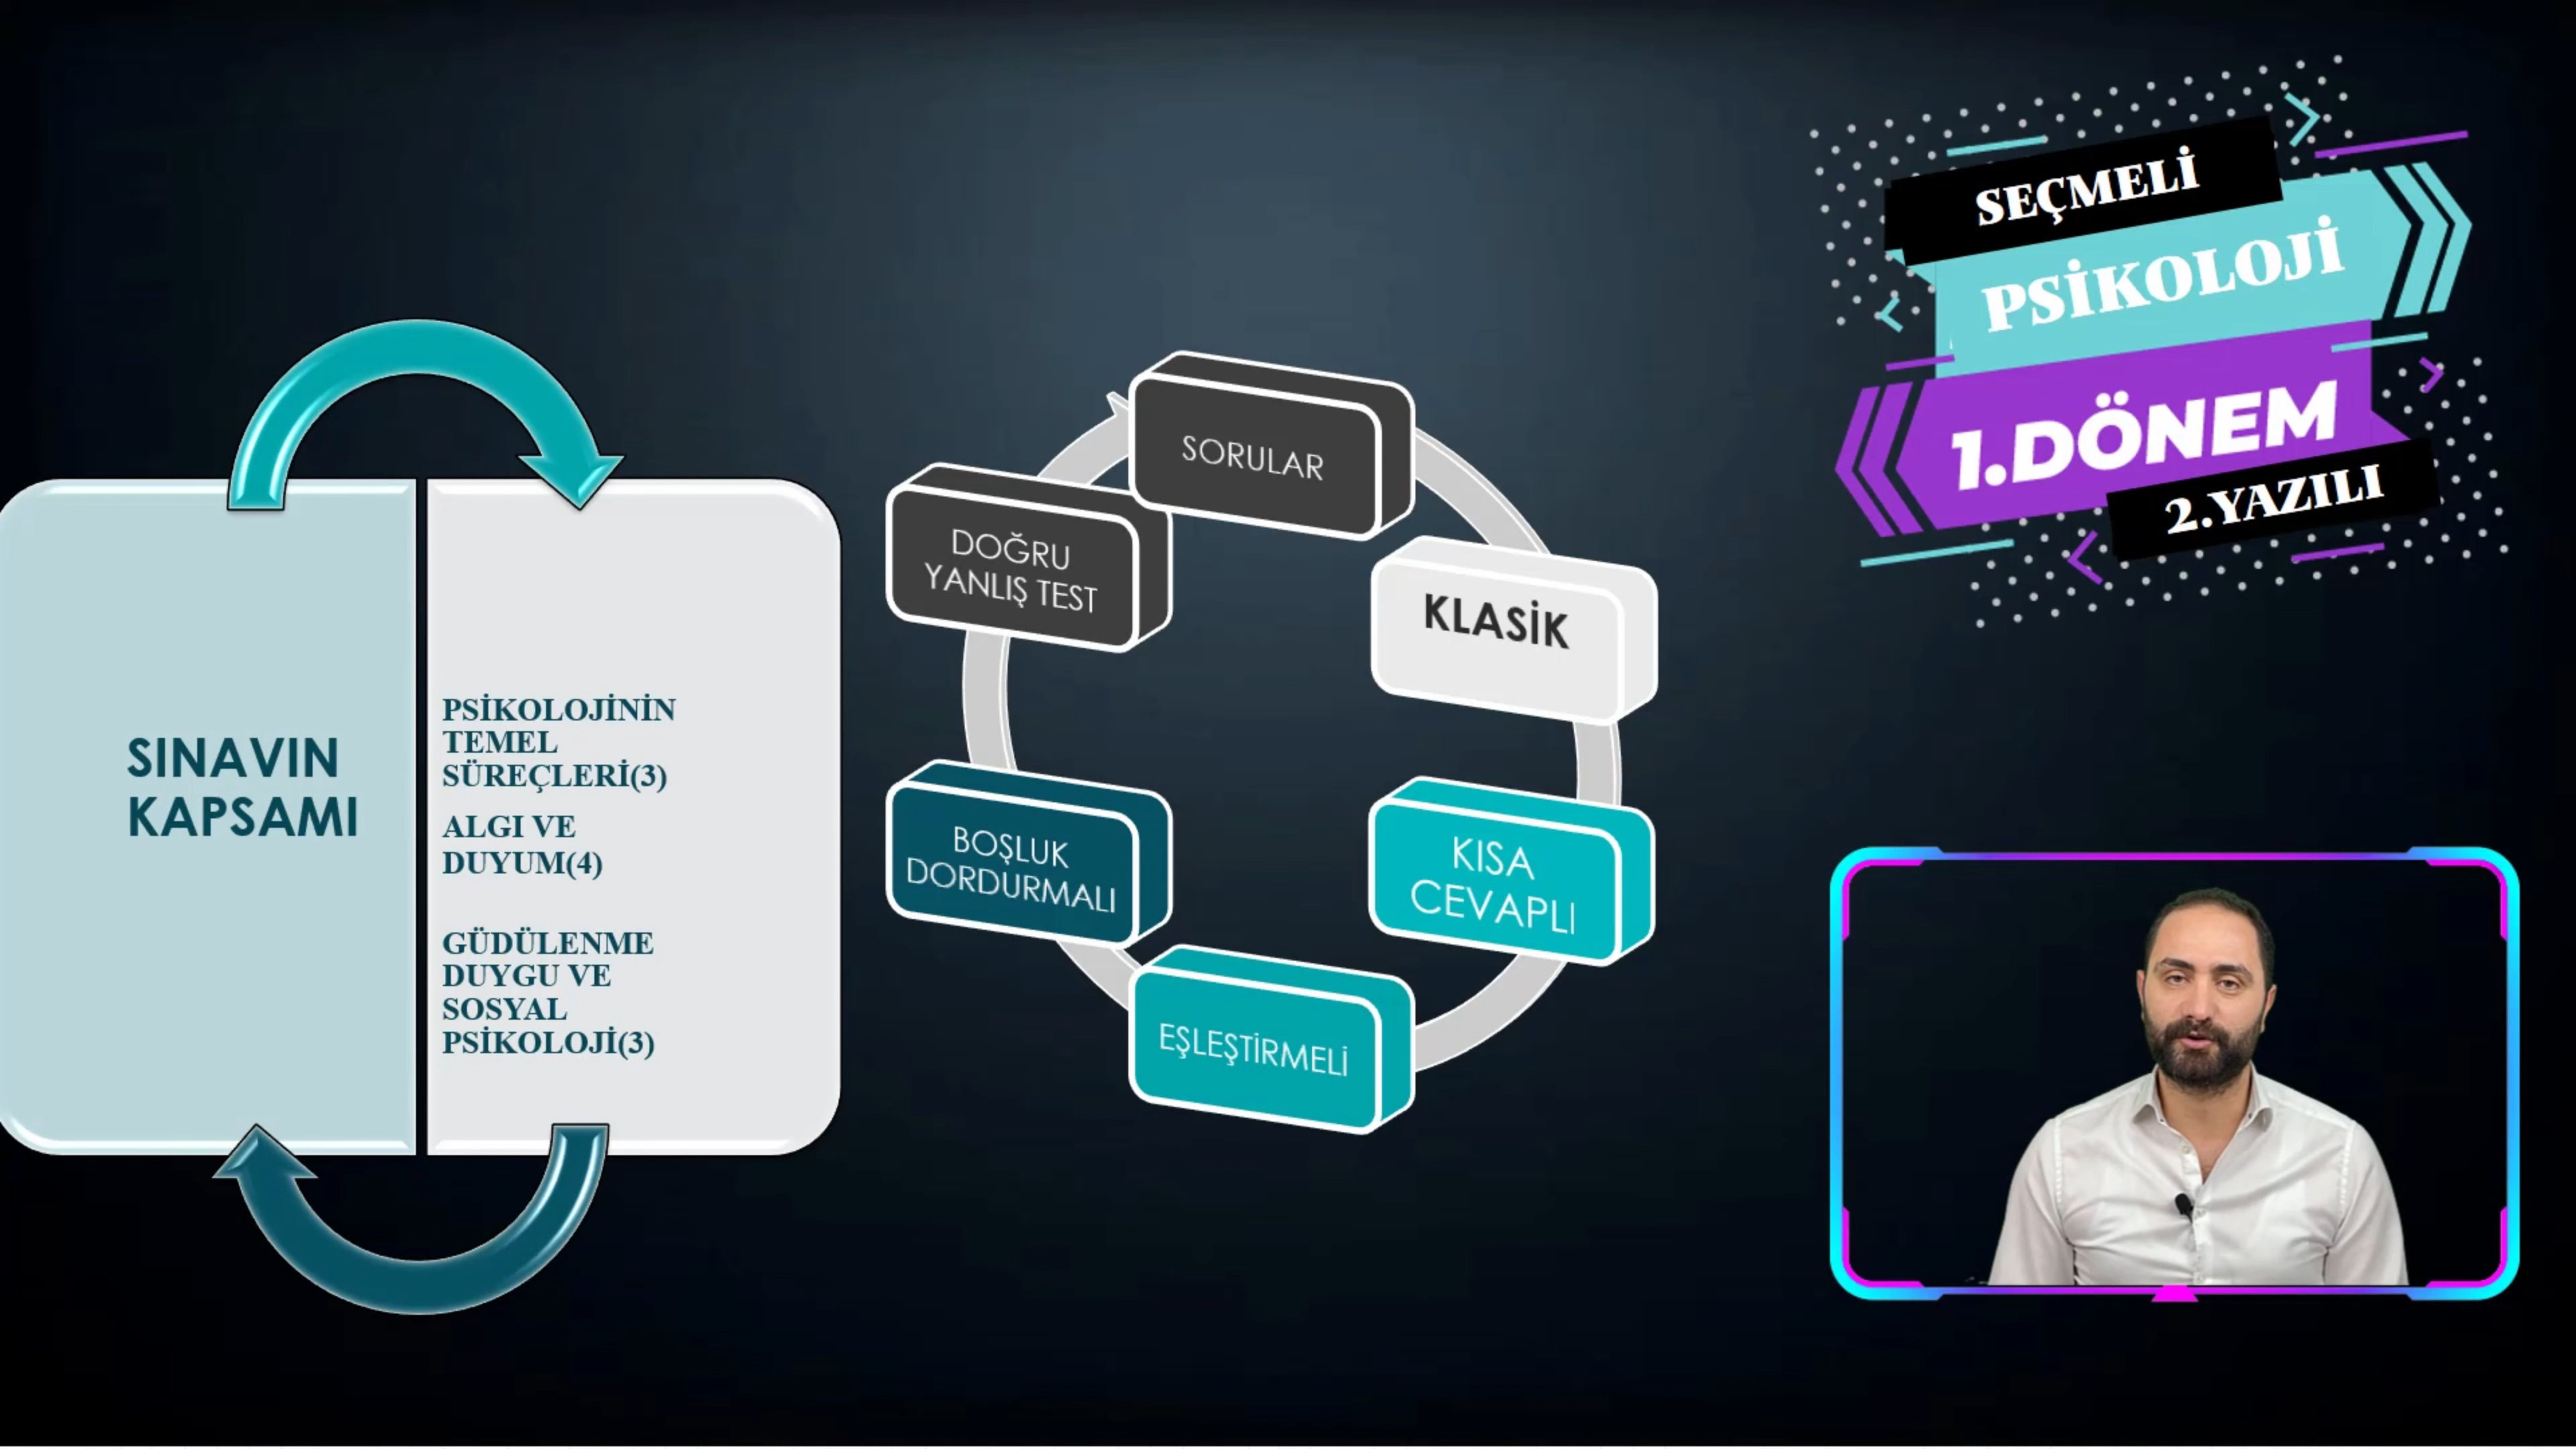 SINAVIN
KAPSAMI
PSİKOLOJİNİN
TEMEL
SÜREÇLERİ(3)
ALGI VE
DUYUM(4)
GÜDÜLENME
DUYGU VE
SOSYAL
PSİKOLOJİ(3)
SORULAR
KLASİK
KISA
CEVAPLI
EŞLEŞTİRMELİ
BOŞLUK
DORDURMALI
DOĞRU
YANLIŞ TEST
SEÇMELİ
PSİKOLOJİ
1.DÖNEM
2.YAZILI